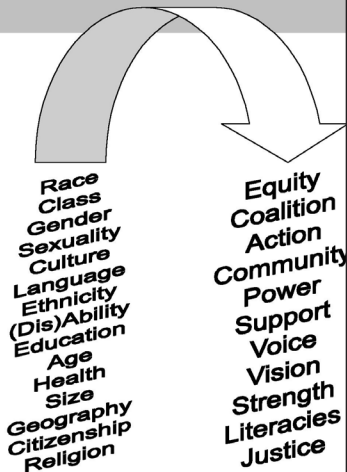 Race
Class
Gender
Sexuality
Culture
Language
Ethnicity
(Dis)Ability
Education
Age
Health
Size
Geography
Citizenship
Religion
Equity
Coalition
Action
Community
Power
Support
Voice
Vision
Strength
Literacies
Justice